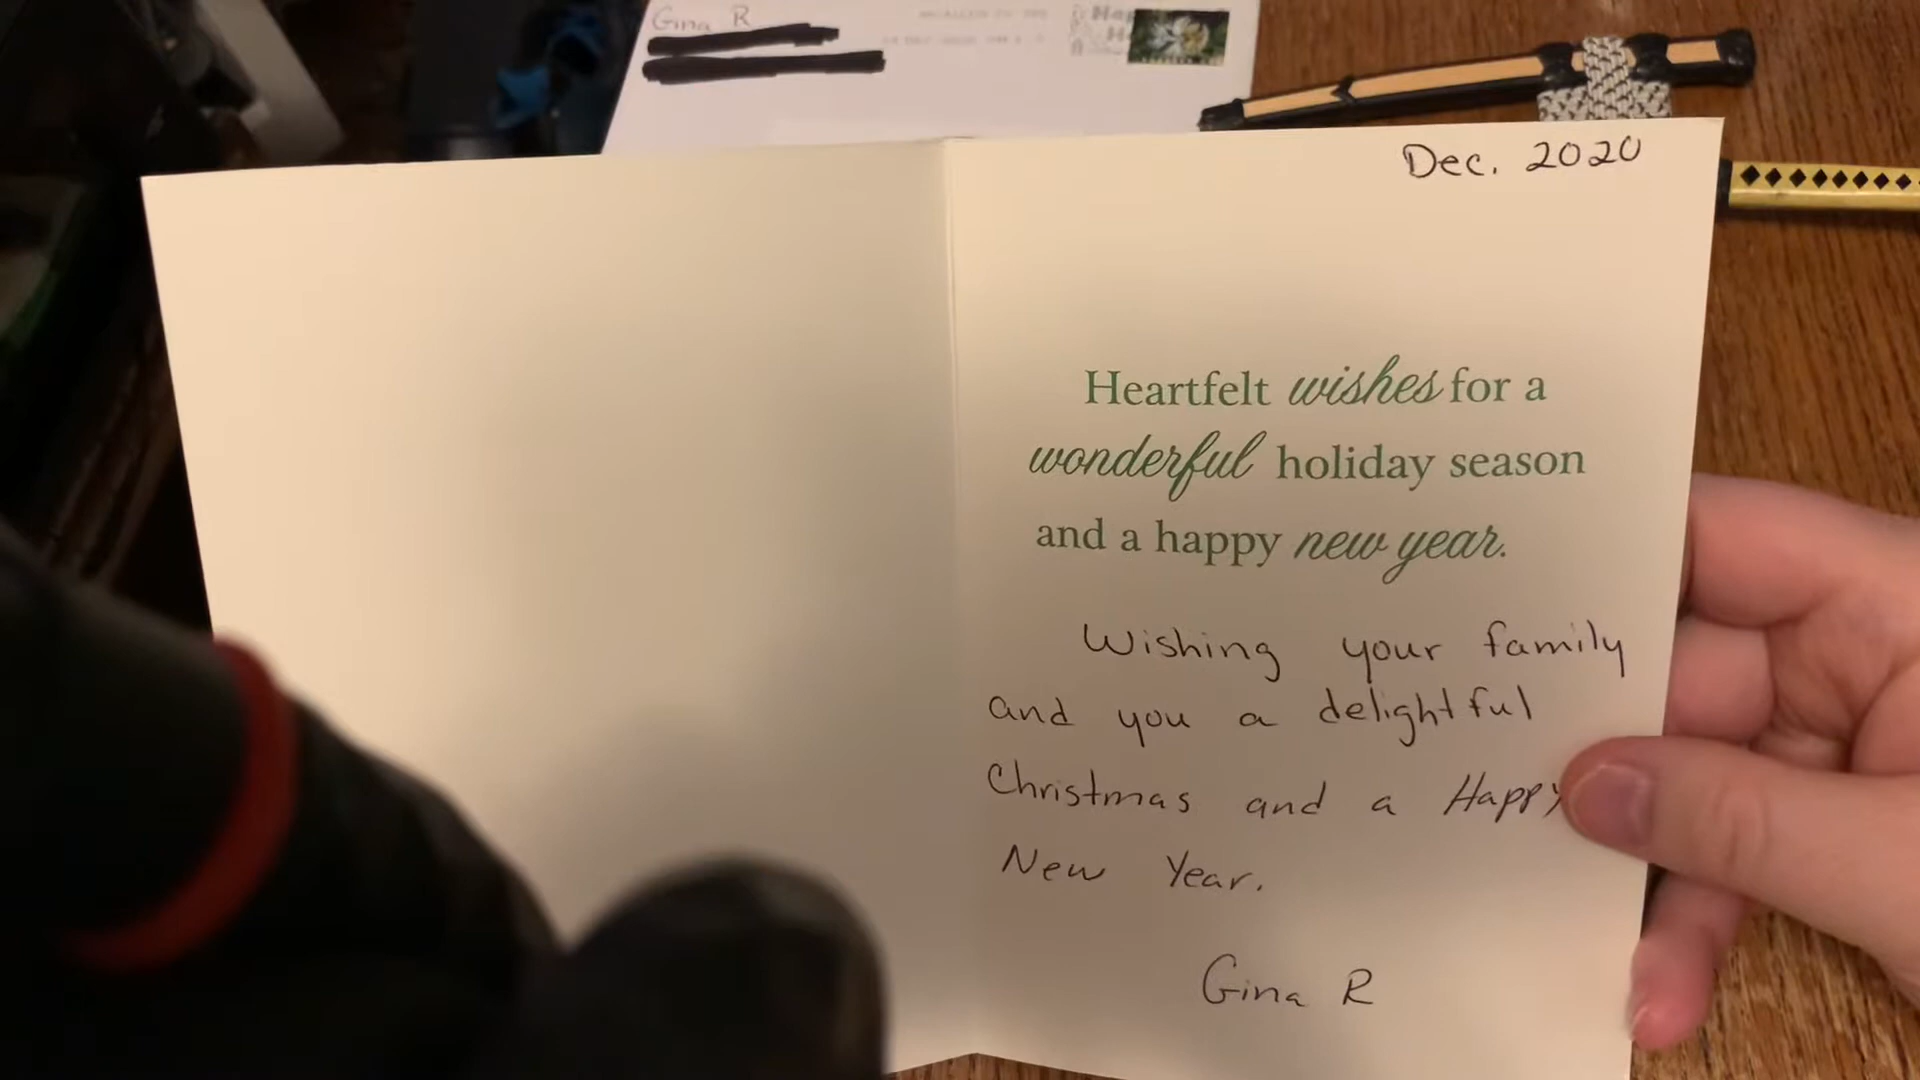 Gina R
Dec. 2020
Heartfelt wishes for a
wonderful holiday season
and a happy new year.
Wishing your family
and you a delightful
Christmas and a Happy
New Year.
Gina R